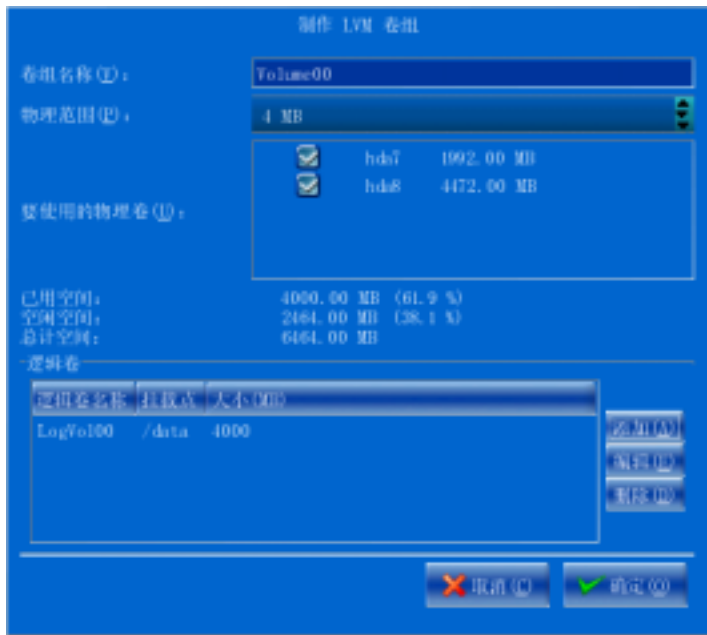 制作 LVM 卷组
卷组名称(V): Volume00
物理范围(P): 4 MB
hda7 1992.00 MB
hda8 4472.00 MB
要使用的物理卷(U):
已用空间: 4000.00 MB (61.9 %)
空闲空间: 2464.00 MB (38.1 %)
总计空间: 6464.00 MB
逻辑卷
逻辑卷名称 挂载点 大小(MB)
LogVol00 /data 4000
添加(A)
编辑(E)
删除(D)
取消(C) 确定(O)